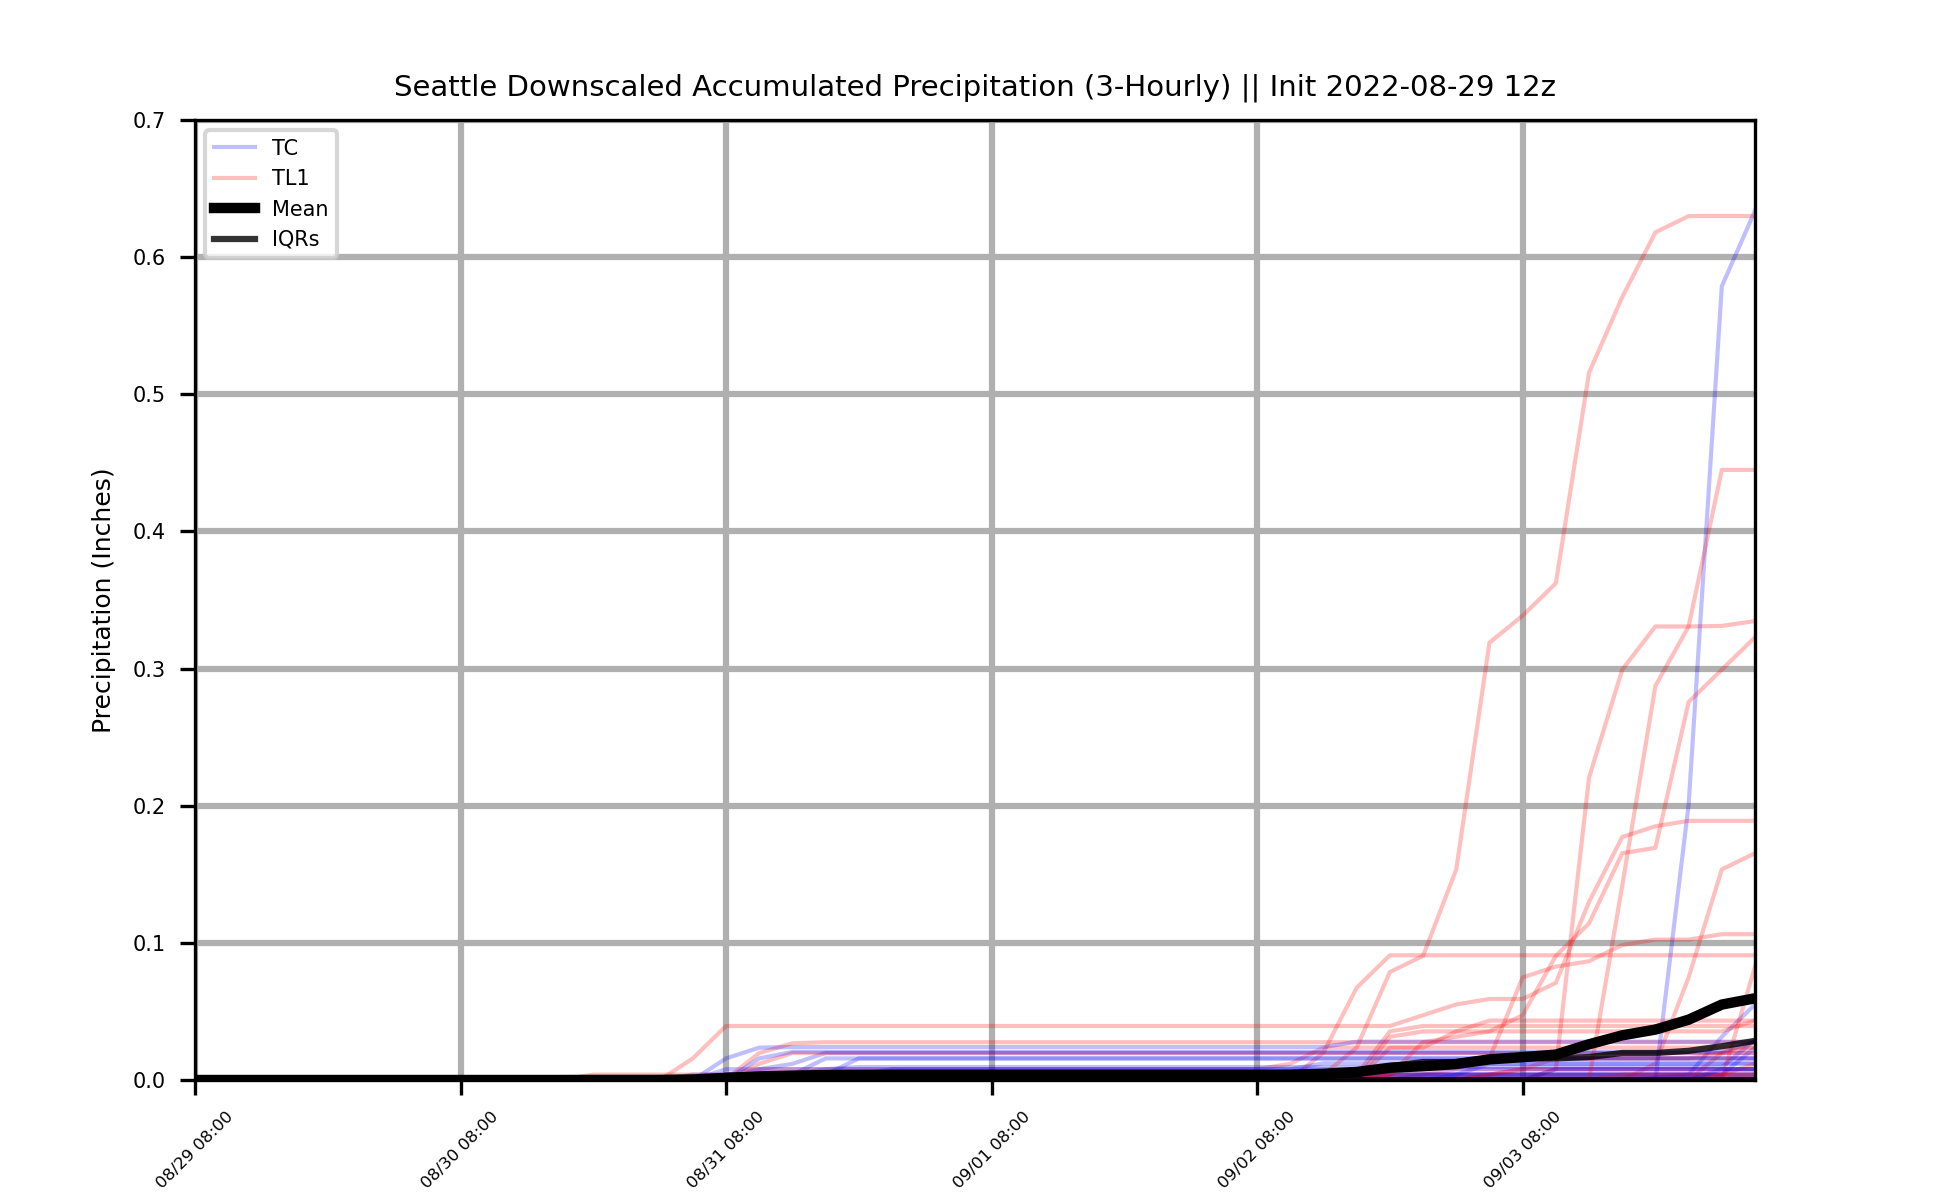 Seattle Downscaled Accumulated Precipitation (3-Hourly) || Init 2022-08-29 12z
TC
TL1
Mean
IQRs
Precipitation (Inches)
0.7
0.6
0.5
0.4
0.3
0.2
0.1
0.0
08/29 08:00
08/30 08:00
08/31 08:00
09/01 08:00
09/02 08:00
09/03 08:00